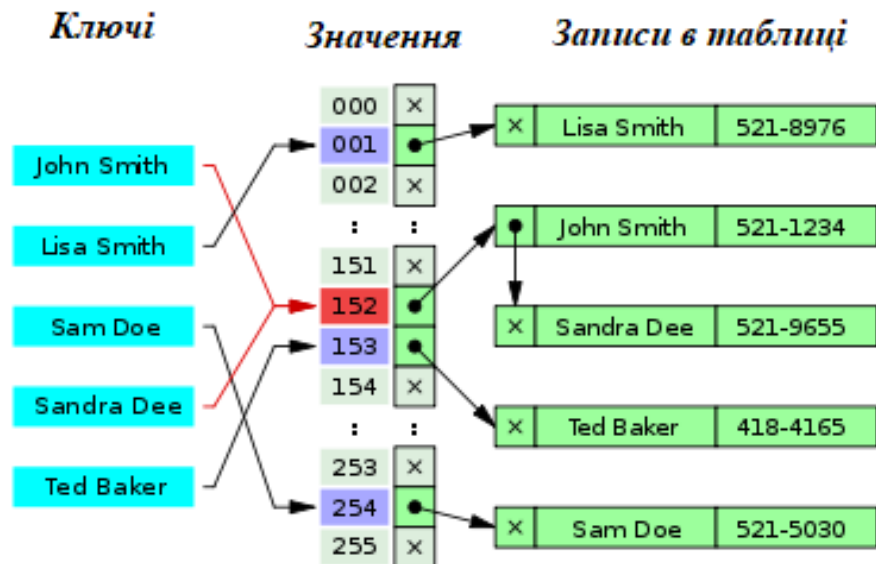 Ключі
Значення
Записи в таблиці
John Smith
Lisa Smith
Sam Doe
Sandra Dee
Ted Baker
000 ×
001
002 ×
: :
151 ×
152
153
154 ×
: :
253 ×
254
255 ×
× Lisa Smith 521-8976
John Smith 521-1234
× Sandra Dee 521-9655
× Ted Baker 418-4165
× Sam Doe 521-5030